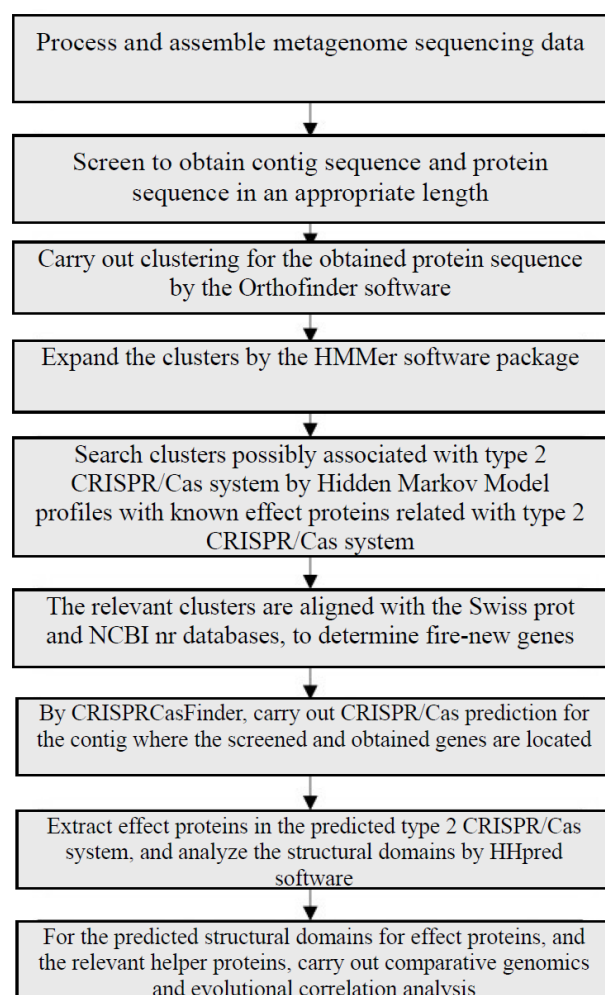 Process and assemble metagenome sequencing data
Screen to obtain contig sequence and protein
sequence in an appropriate length
Carry out clustering for the obtained protein sequence
by the Orthofinder software
Expand the clusters by the HMMer software package
Search clusters possibly associated with type 2
CRISPR/Cas system by Hidden Markov Model
profiles with known effect proteins related with type 2
CRISPR/Cas system
The relevant clusters are aligned with the Swiss prot
and NCBI nr databases, to determine fire-new genes
By CRISPRCasFinder, carry out CRISPR/Cas prediction for
the contig where the screened and obtained genes are located
Extract effect proteins in the predicted type 2 CRISPR/Cas
system, and analyze the structural domains by HHpred
software
For the predicted structural domains for effect proteins, and
the relevant helper proteins, carry out comparative genomics
and evolutional correlation analysis